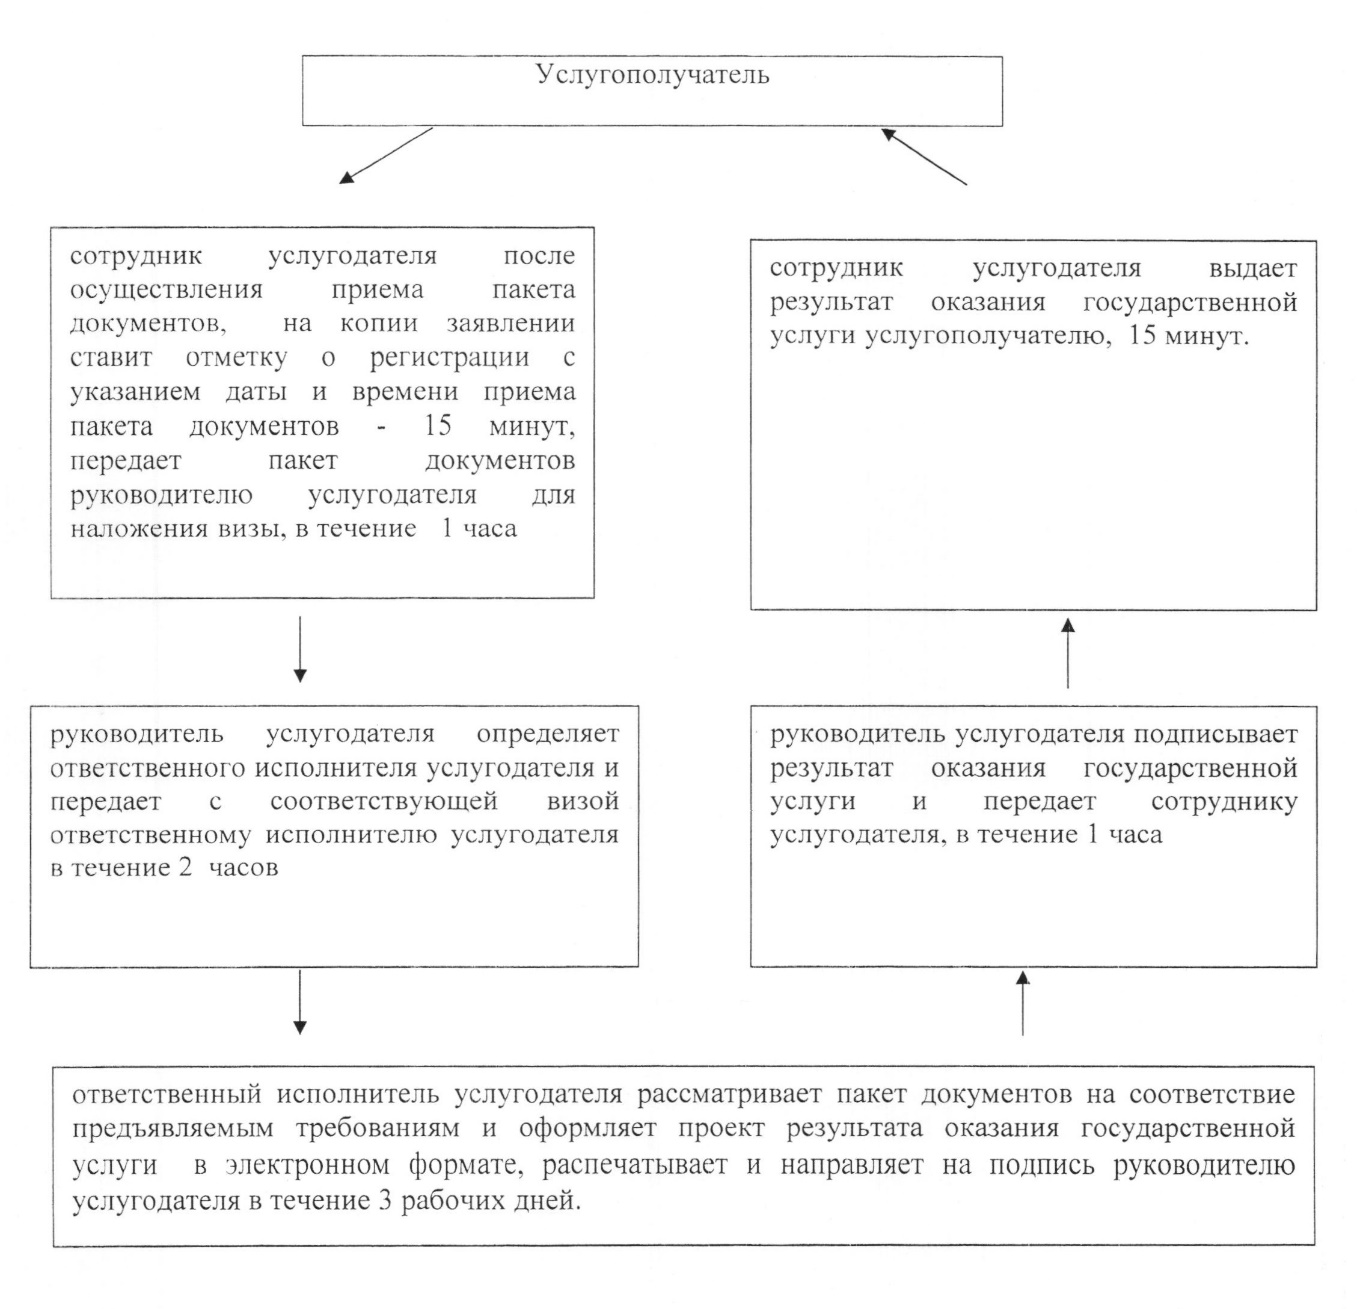 Услугополучатель
сотрудник услугодателя после
осуществления приема пакета
документов, на копии заявлении
ставит отметку о регистрации с
указанием даты и времени приема
пакета документов - 15 минут,
передает пакет документов
руководителю услугодателя для
наложения визы, в течение 1 часа
сотрудник услугодателя выдает
результат оказания государственной
услуги услугополучателю, 15 минут.
руководитель услугодателя определяет
ответственного исполнителя услугодателя и
передает с соответствующей визой
ответственному исполнителю услугодателя
в течение 2 часов
руководитель услугодателя подписывает
результат оказания государственной
услуги и передает сотруднику
услугодателя, в течение 1 часа
ответственный исполнитель услугодателя рассматривает пакет документов на соответствие
предъявляемым требованиям и оформляет проект результата оказания государственной
услуги в электронном формате, распечатывает и направляет на подпись руководителю
услугодателя в течение 3 рабочих дней.